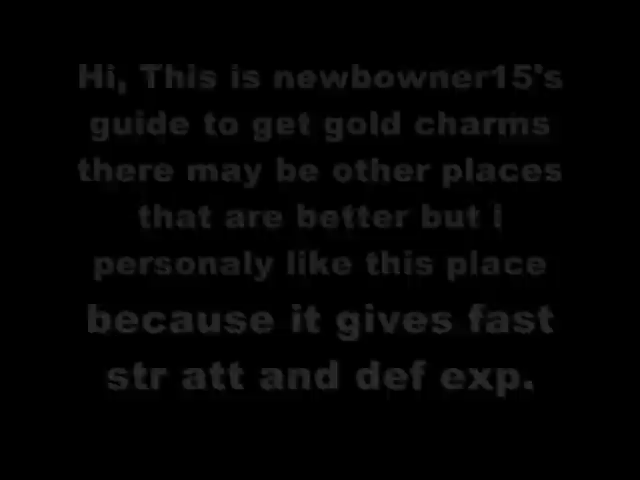 Hi, This is newbowner15's
guide to get gold charms
there may be other places
that are better but i
personaly like this place
because it gives fast
str att and def exp.